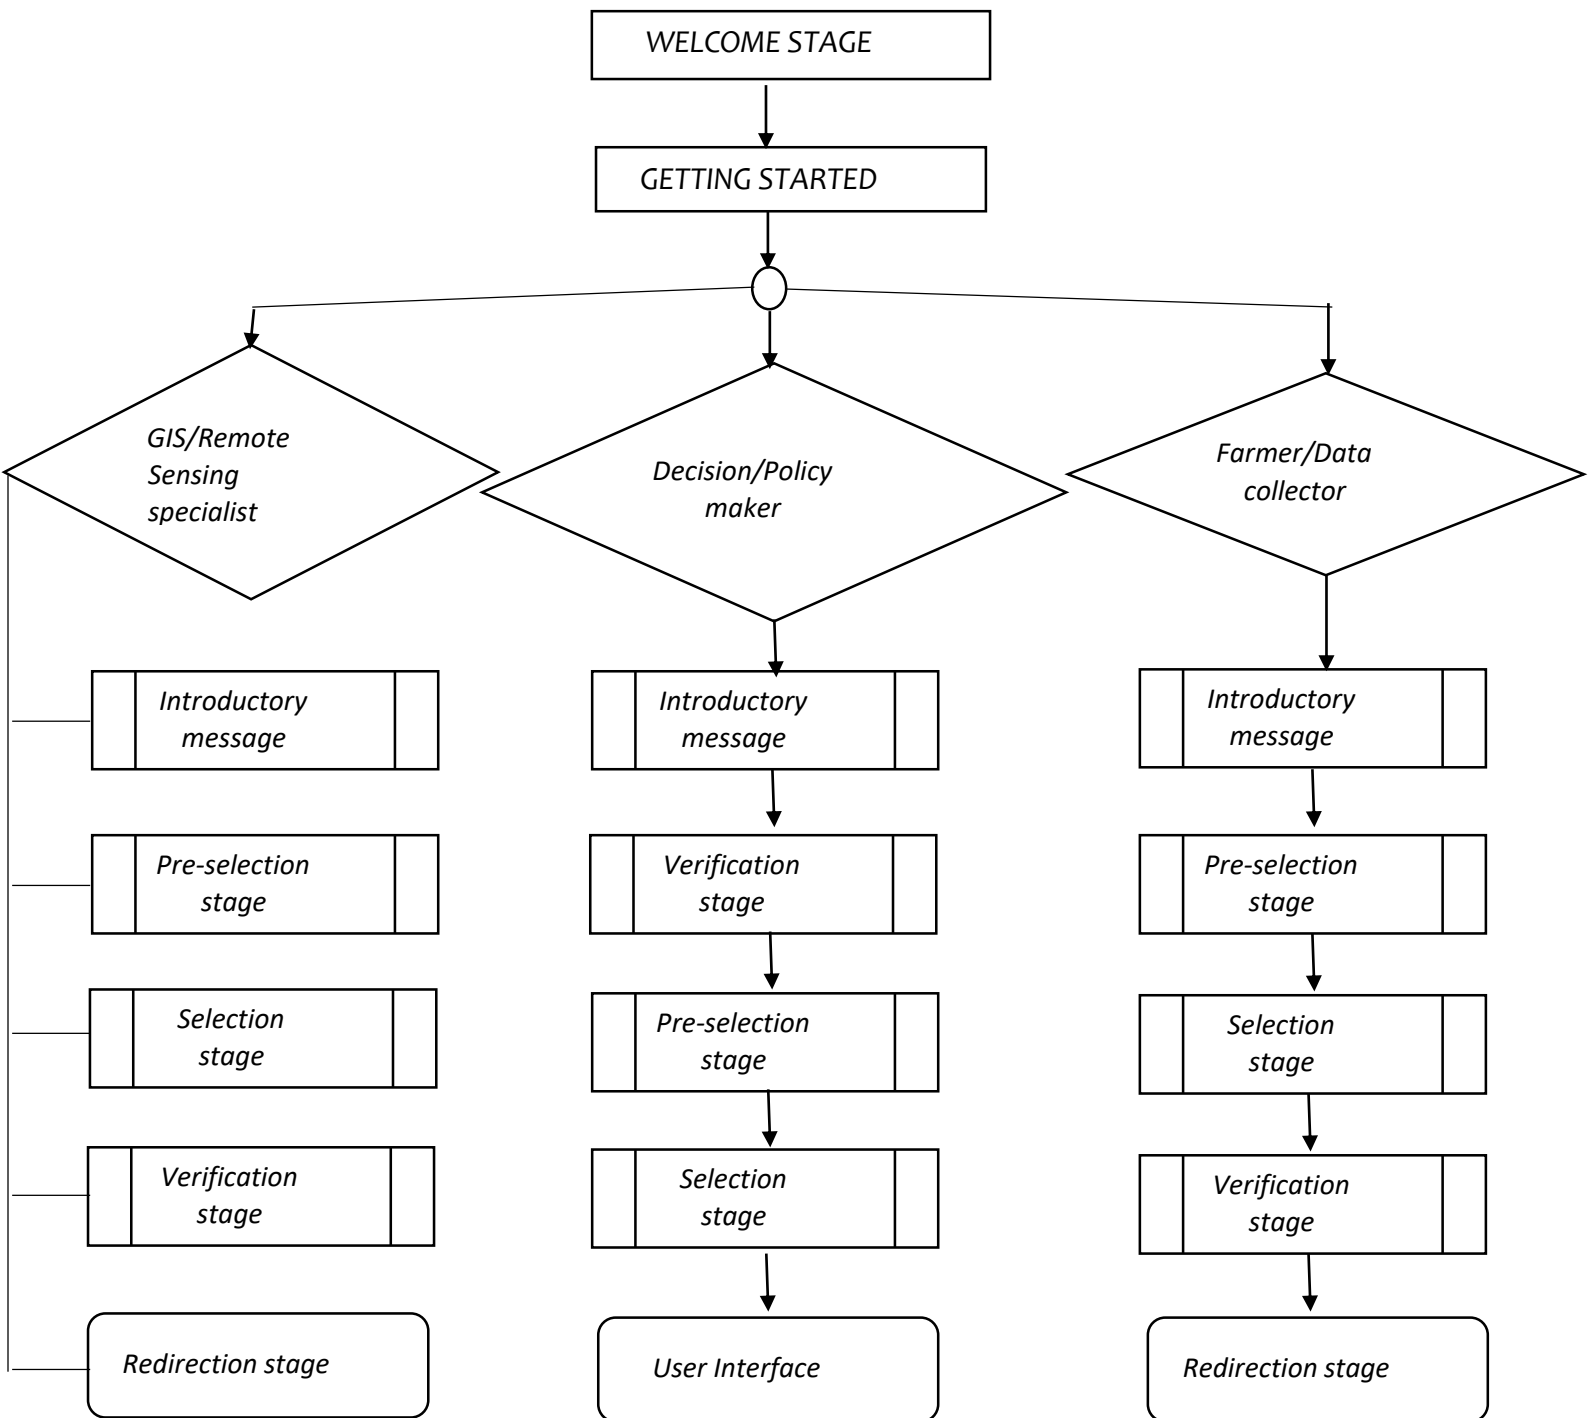 WELCOME STAGE
GETTING STARTED
GIS/Remote
Sensing
specialist
Decision/Policy
maker
Farmer/Data
collector
Introductory
message
Introductory
message
Introductory
message
Pre-selection
stage
Verification
stage
Pre-selection
stage
Selection
stage
Pre-selection
stage
Selection
stage
Verification
stage
Selection
stage
Verification
stage
Redirection stage
User Interface
Redirection stage